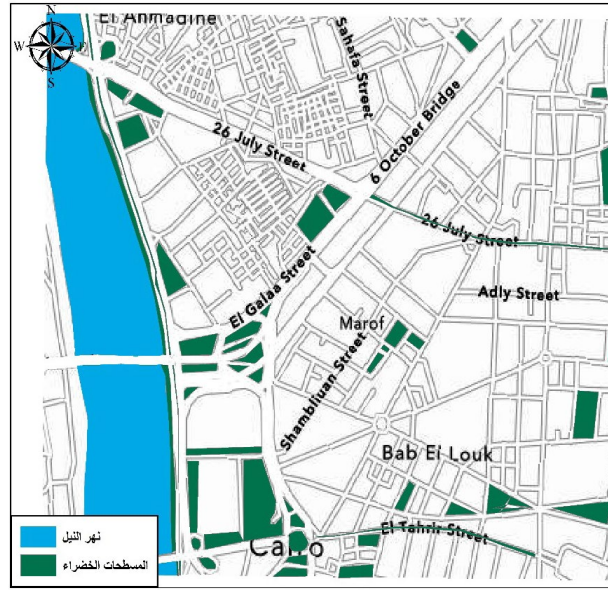 El Ahmadine
N
W
E
S
Sahafa Street
6 October Bridge
26 July Street
26 July Street
El Galaa Street
Adly Street
Marof
Shambliuan Street
Bab El Louk
El Tahrir Street
Cairo
نهر النيل
المسطحات الخضراء